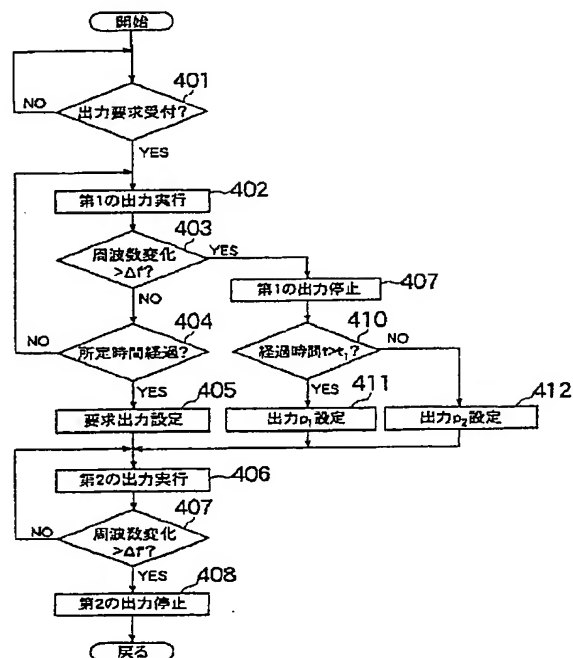 開始
401
出力要求受付?
NO
YES
402
第1の出力実行
403
周波数変化
>Δf?
YES
NO
407
第1の出力停止
404
所定時間経過?
NO
YES
410
経過時間t>t₁?
NO
YES
405
要求出力設定
411
出力p₁設定
412
出力p₂設定
406
第2の出力実行
407
周波数変化
>Δf?
NO
YES
408
第2の出力停止
戻る